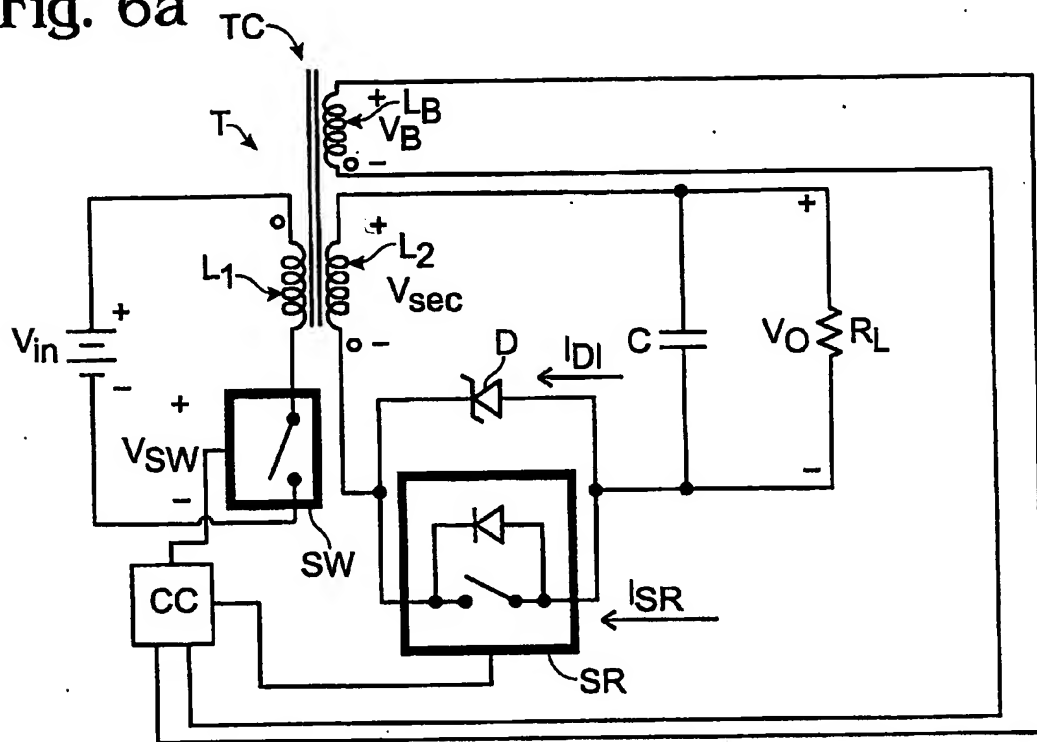 Fig. 6a
TC
T
+
LB
VB
-
+
L1
L2
Vsec
-
+
Vin
-
+
VSW
-
SW
D
IDI
C
+
VO
RL
-
CC
ISR
SR